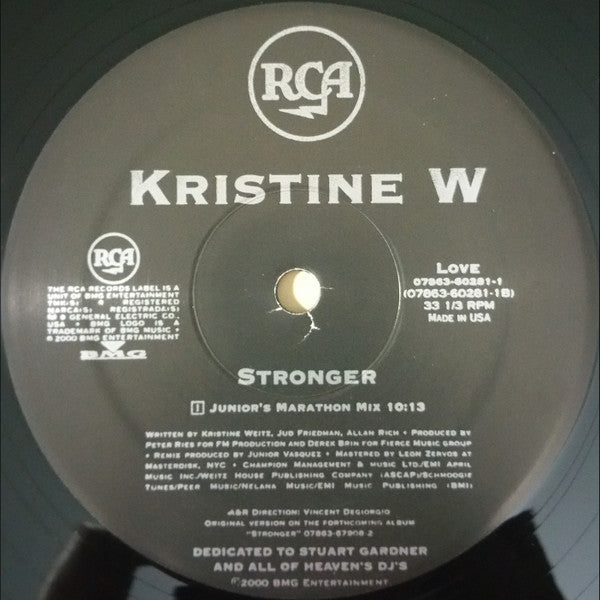 RCA
KRISTINE W
RCA
THE RCA RECORDS LABEL IS A
UNIT OF BMG ENTERTAINMENT
TMK(S) ® REGISTERED
MARCA(S) REGISTRADA(S)
GENERAL ELECTRIC CO.,
USA • BMG LOGO IS A
TRADEMARK OF BMG MUSIC •
© 2000 BMG ENTERTAINMENT
BMG
LOVE
07863-60281-1
(07863-60281-1B)
33 1/3 RPM
MADE IN USA
STRONGER
1 JUNIOR'S MARATHON MIX 10:13
WRITTEN BY KRISTINE WEITZ, JUD FRIEDMAN, ALLAN RICH • PRODUCED BY
PETER RIES FOR FM PRODUCTION AND DEREK BRIN FOR FIERCE MUSIC GROUP
• REMIX PRODUCED BY JUNIOR VASQUEZ • MASTERED BY LEON ZERVOS AT
MASTERDISK, NYC • CHAMPION MANAGEMENT & MUSIC LTD/EMI APRIL
MUSIC INC/WEITZ HOUSE PUBLISHING COMPANY (ASCAP)/SCHMOOGIE
TUNES/PEER MUSIC/NELANA MUSIC/EMI MUSIC PUBLISHING (BMI)
A&R DIRECTION: VINCENT DEGIORGIO
ORIGINAL VERSION ON THE FORTHCOMING ALBUM
"STRONGER" 07863-67908-2
DEDICATED TO STUART GARDNER
AND ALL OF HEAVEN'S DJ'S
℗©2000 BMG ENTERTAINMENT.